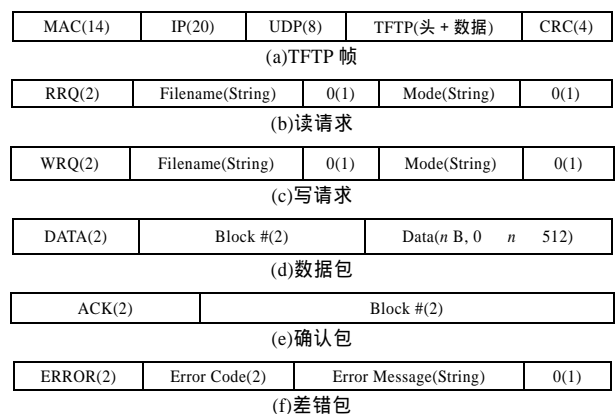 MAC(14) IP(20) UDP(8) TFTP(头 + 数据) CRC(4)
(a)TFTP 帧
RRQ(2) Filename(String) 0(1) Mode(String) 0(1)
(b)读请求
WRQ(2) Filename(String) 0(1) Mode(String) 0(1)
(c)写请求
DATA(2) Block #(2) Data(n B, 0 n 512)
(d)数据包
ACK(2) Block #(2)
(e)确认包
ERROR(2) Error Code(2) Error Message(String) 0(1)
(f)差错包